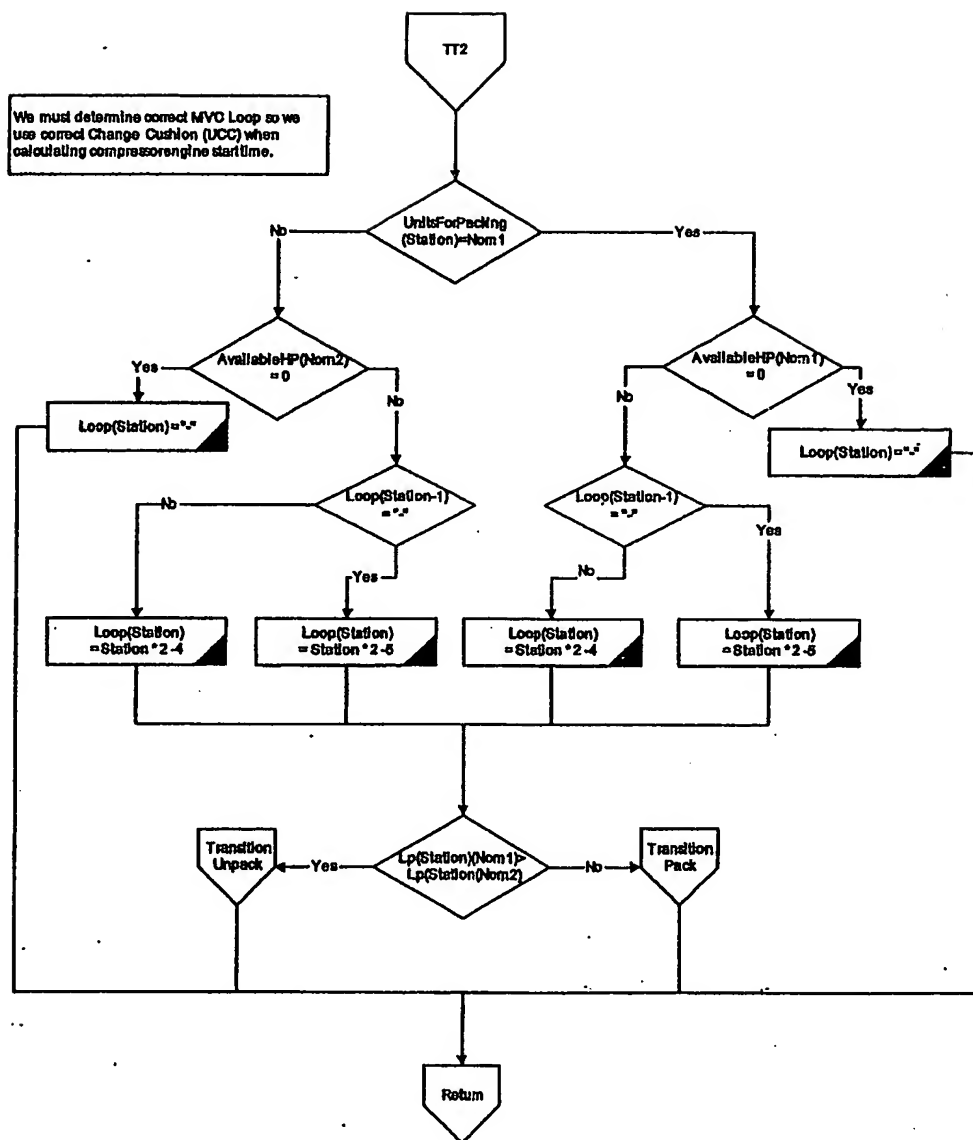 TT2
We must determine correct MVC Loop so we
use correct Change Cushion (UCC) when
calculating compressorengine starttime.
UnitsForPacking
(Station)=Nom1
No
Yes
AvailableHP(Nom2)
= 0
AvailableHP(Nom1)
= 0
Yes
No
No
Yes
Loop(Station)="-"
Loop(Station)="-"
Loop(Station-1)
= "-"
Loop(Station-1)
= "-"
No
Yes
No
Yes
Loop(Station)
=Station * 2 -4
Loop(Station)
= Station * 2 -5
Loop(Station)
= Station * 2 -4
Loop(Station)
= Station * 2 -5
Transition
Unpack
Yes
Lp(Station)(Nom1)>
Lp(Station(Nom2)
No
Transition
Pack
Return